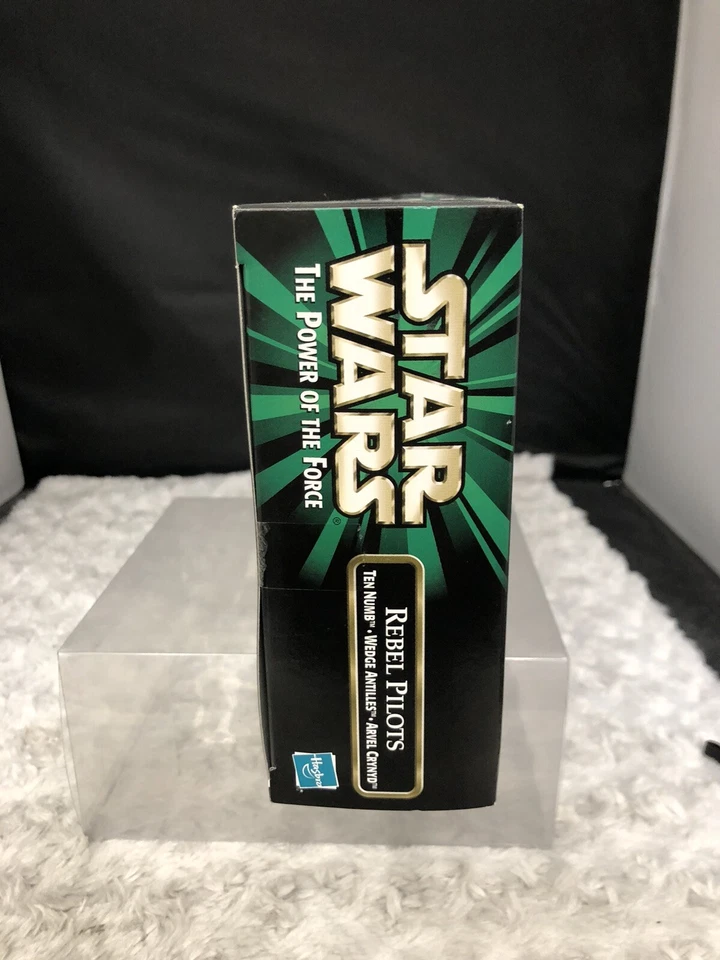 STAR
WARS®
THE POWER OF THE FORCE
REBEL PILOTS
TEN NUMB™ • WEDGE ANTILLES™ • ARVEL CRYNYD™
Hasbro